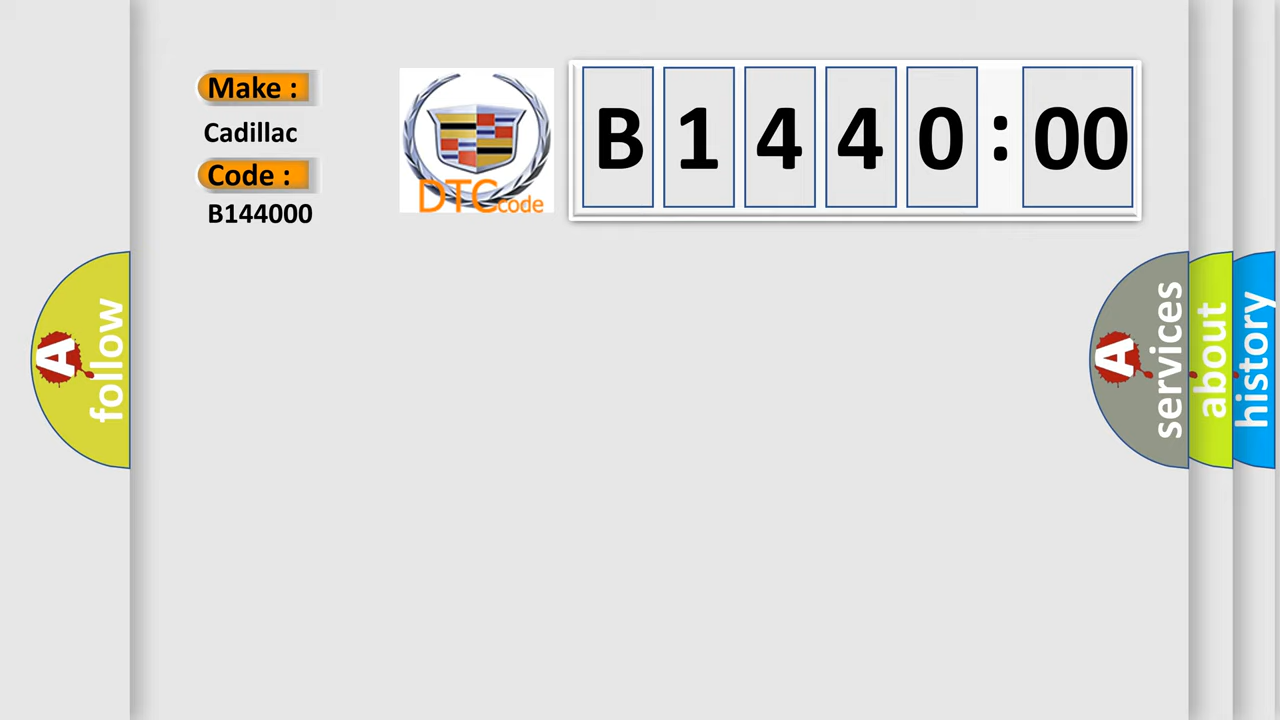 Make :
Cadillac
Code :
B144000
DTCcode
B 1 4 4 0 : 00
A follow
A services
about
history